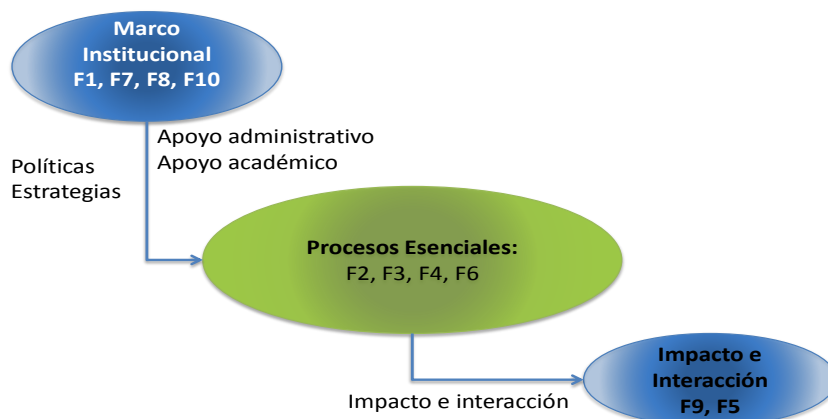 Marco
Institucional
F1, F7, F8, F10
Apoyo administrativo
Apoyo académico
Políticas
Estrategias
Procesos Esenciales:
F2, F3, F4, F6
Impacto e
Interacción
F9, F5
Impacto e interacción